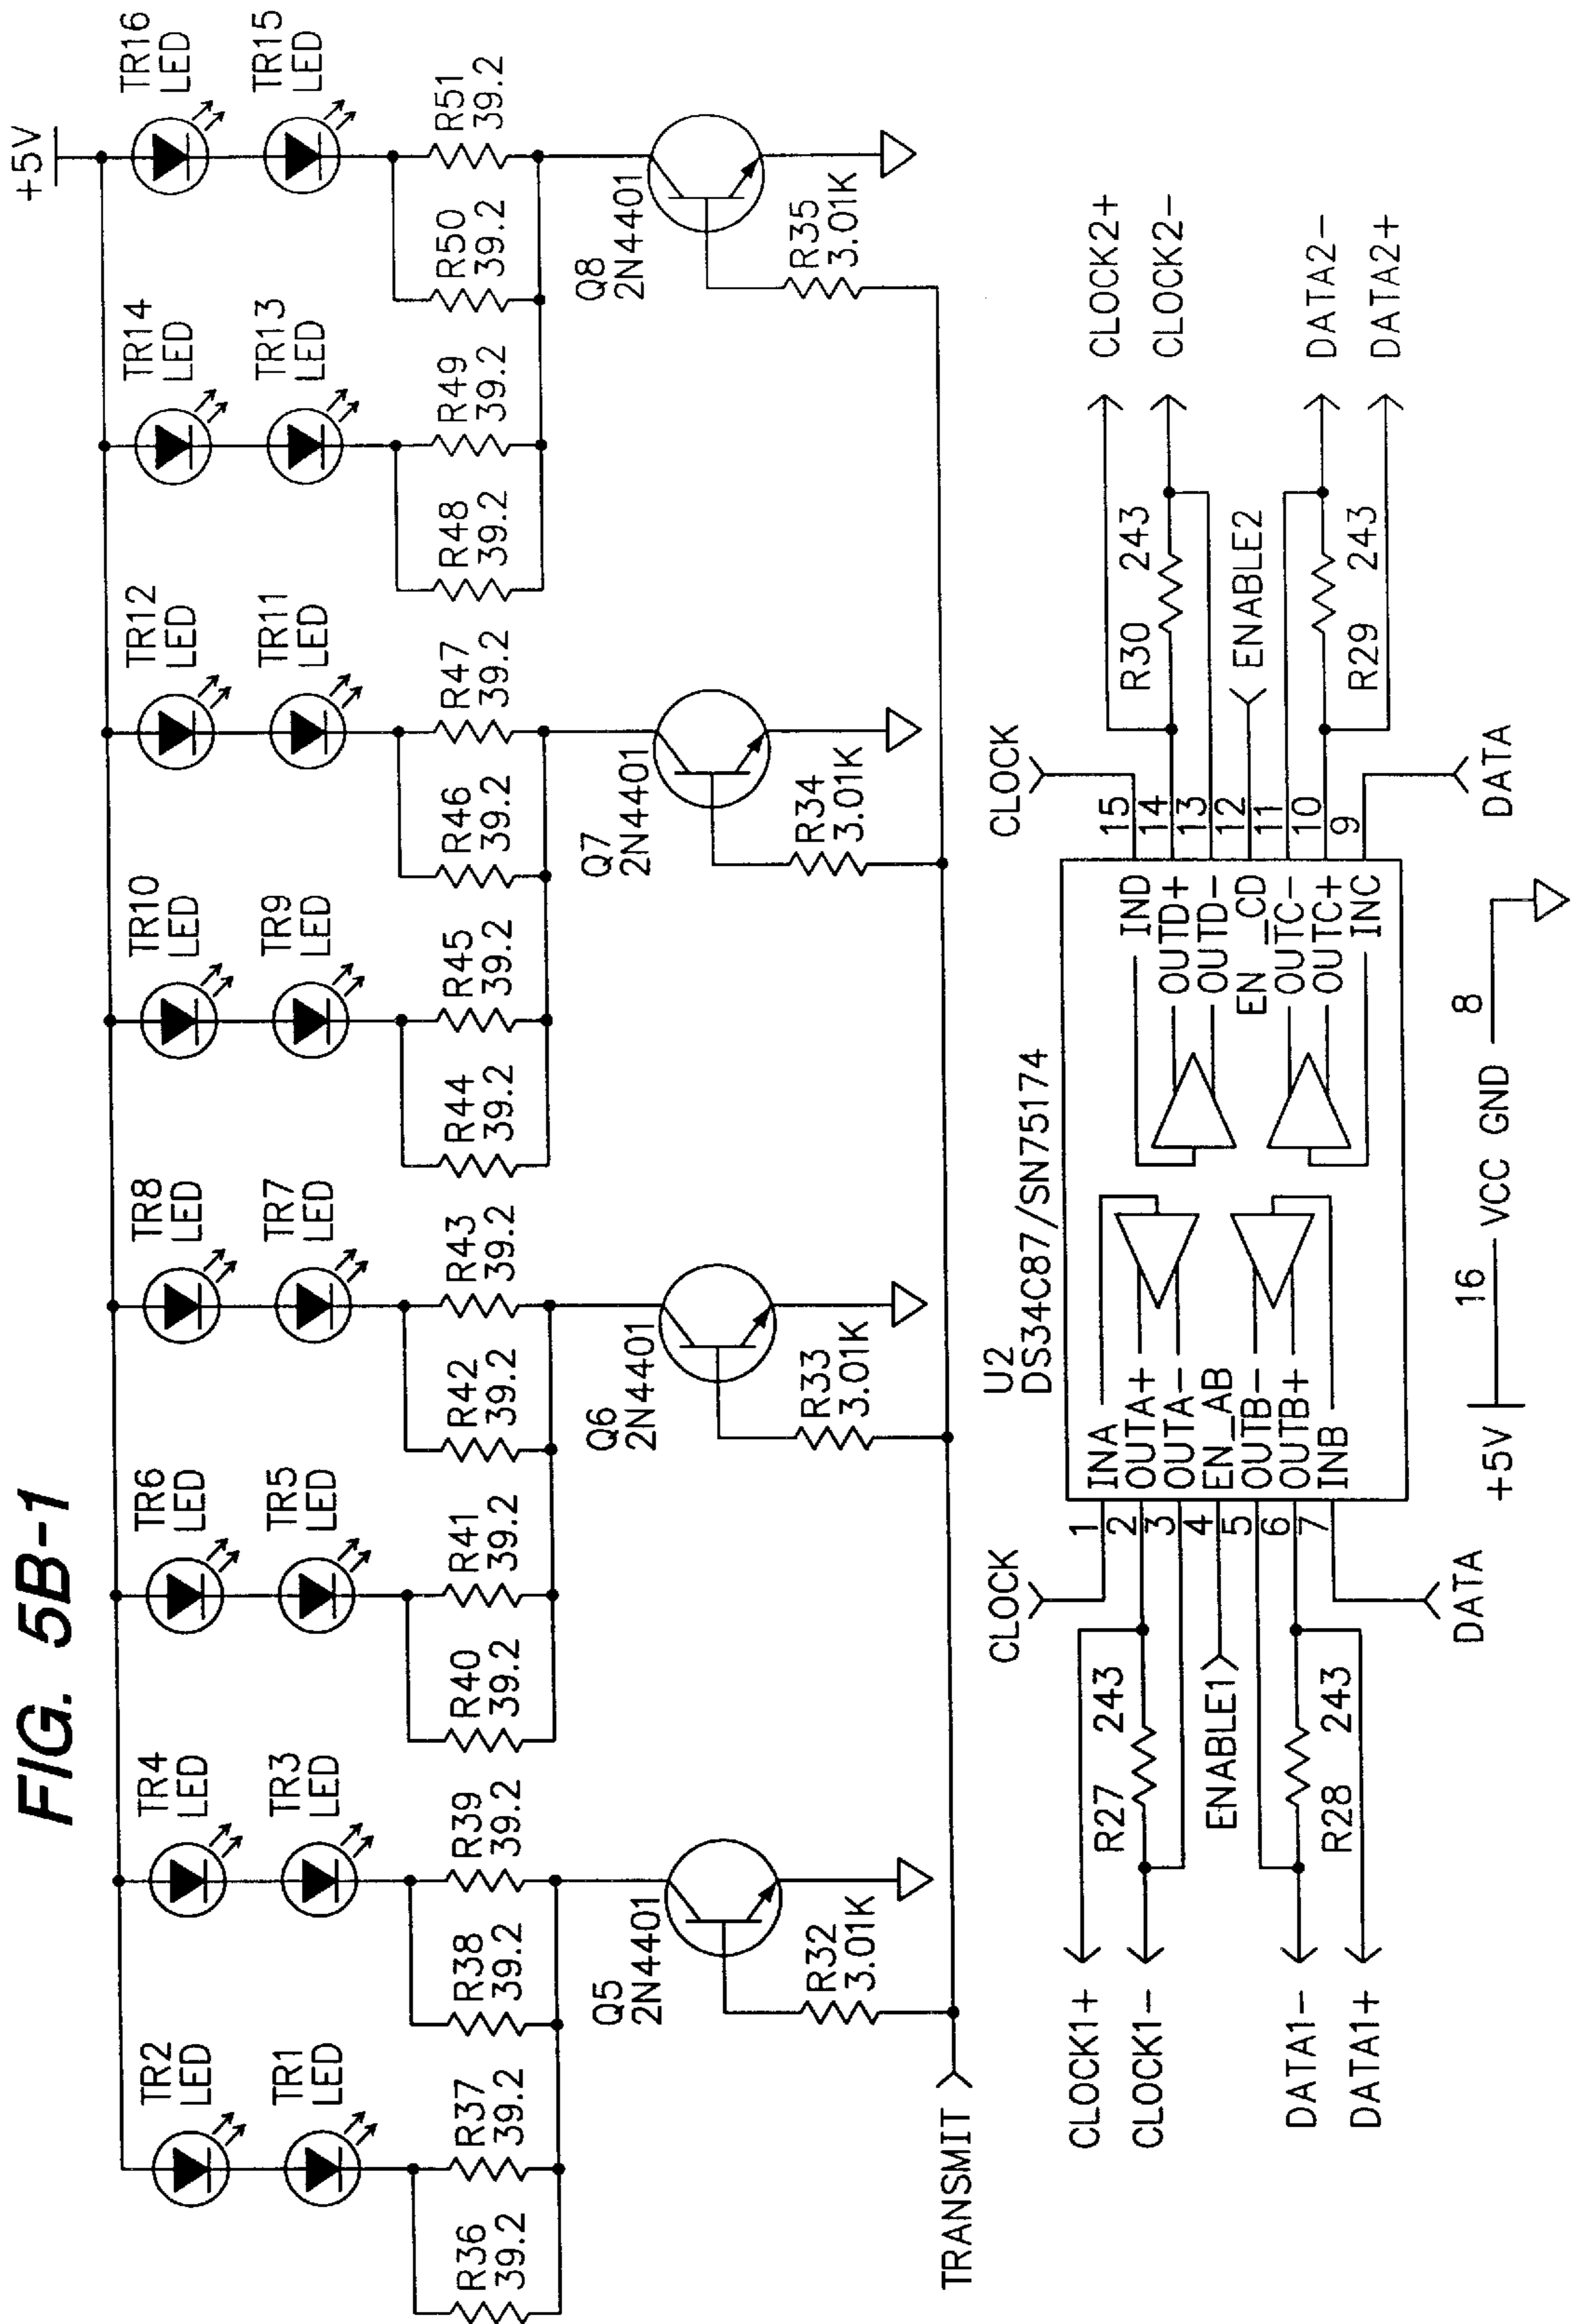 FIG. 5B-1
+5V
TR2
LED
TR4
LED
TR6
LED
TR8
LED
TR10
LED
TR12
LED
TR14
LED
TR16
LED
TR1
LED
TR3
LED
TR5
LED
TR7
LED
TR9
LED
TR11
LED
TR13
LED
TR15
LED
R36
39.2
R37
39.2
R38
39.2
R39
39.2
R40
39.2
R41
39.2
R42
39.2
R43
39.2
R44
39.2
R45
39.2
R46
39.2
R47
39.2
R48
39.2
R49
39.2
R50
39.2
R51
39.2
Q5
2N4401
Q6
2N4401
Q7
2N4401
Q8
2N4401
R32
3.01K
R33
3.01K
R34
3.01K
R35
3.01K
TRANSMIT
CLOCK1+
CLOCK1-
DATA1-
DATA1+
R27 243
ENABLE1
R28 243
CLOCK
DATA
1
2
3
4
5
6
7
U2
DS34C87/SN75174
INA
OUTA+
OUTA-
EN_AB
OUTB-
OUTB+
INB
IND
OUTD+
OUTD-
EN_CD
OUTC-
OUTC+
INC
15
14
13
12
11
10
9
CLOCK
DATA
R30 243
ENABLE2
R29 243
CLOCK2+
CLOCK2-
DATA2-
DATA2+
+5V
16
VCC GND
8